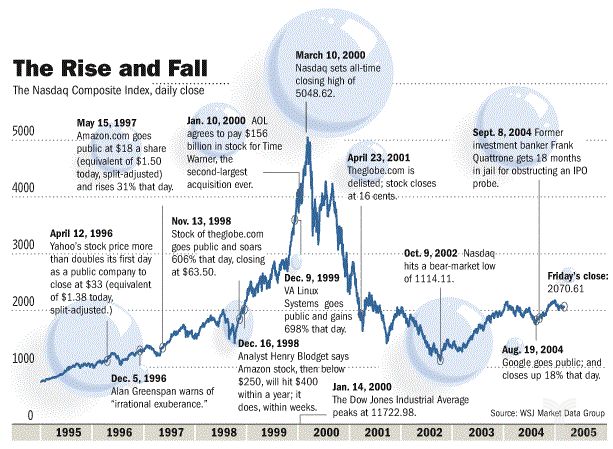 The Rise and Fall
The Nasdaq Composite Index, daily close
March 10, 2000
Nasdaq sets all-time
closing high of
5048.62.
May 15, 1997
Amazon.com goes
public at $18 a share
(equivalent of $1.50
today, split-adjusted)
and rises 31% that day.
Jan. 10, 2000 AOL
agrees to pay $156
billion in stock for Time
Warner, the
second-largest
acquisition ever.
Sept. 8, 2004 Former
investment banker Frank
Quattrone gets 18 months
in jail for obstructing an IPO
probe.
April 23, 2001
Theglobe.com is
delisted; stock closes
at 16 cents.
April 12, 1996
Yahoo's stock price more
than doubles its first day
as a public company to
close at $33 (equivalent
of $1.38 today,
split-adjusted.)
Nov. 13, 1998
Stock of theglobe.com
goes public and soars
606% that day, closing
at $63.50.
Oct. 9, 2002 Nasdaq
hits a bear-market low
of 1114.11.
Dec. 9, 1999
VA Linux
Systems goes
public and gains
698% that day.
Friday's close:
2070.61
Dec. 16, 1998
Analyst Henry Blodget says
Amazon stock, then below
$250, will hit $400
within a year; it
does, within weeks.
Aug. 19, 2004
Google goes public; and
closes up 18% that day.
Dec. 5, 1996
Alan Greenspan warns of
"irrational exuberance."
Jan. 14, 2000
The Dow Jones Industrial Average
peaks at 11722.98.
Source: WSJ Market Data Group
5000
4000
3000
2000
1000
0
1995 1996 1997 1998 1999 2000 2001 2002 2003 2004 2005